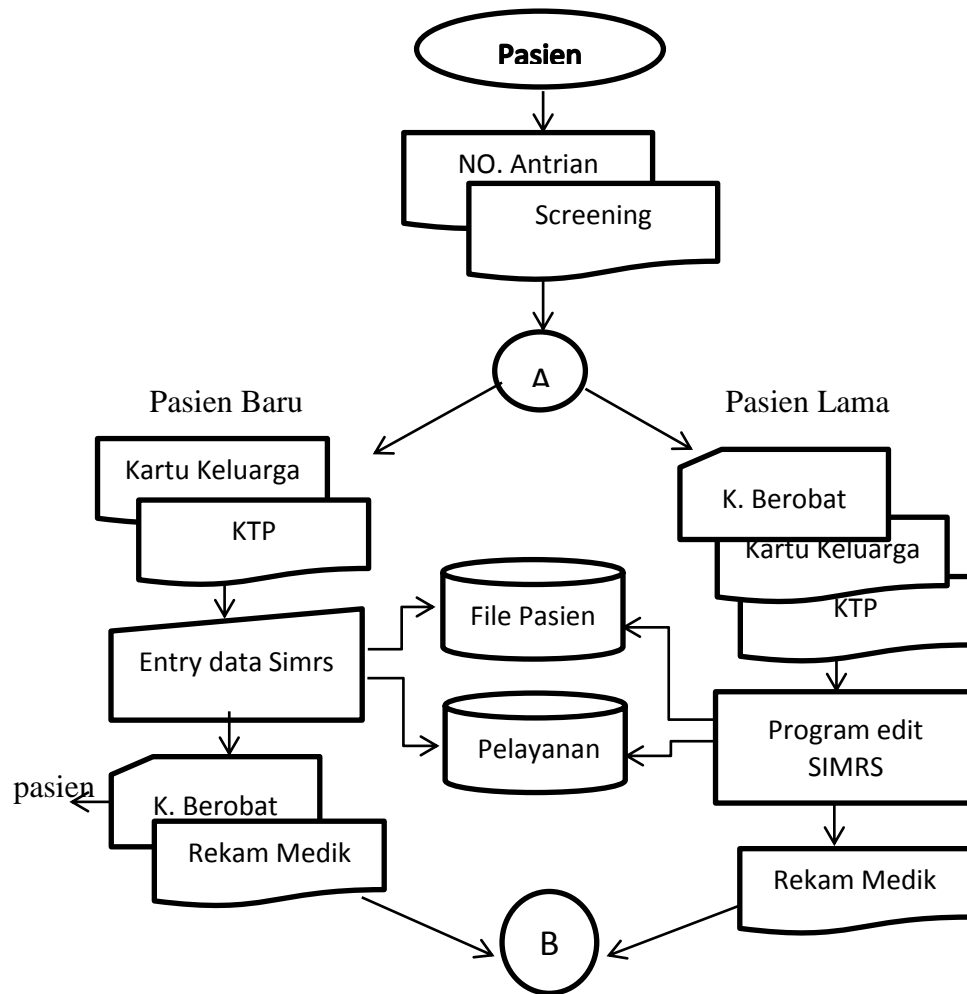 Pasien
NO. Antrian
Screening
A
Pasien Baru
Pasien Lama
Kartu Keluarga
KTP
K. Berobat
Kartu Keluarga
KTP
File Pasien
Entry data Simrs
Pelayanan
Program edit
SIMRS
pasien
K. Berobat
Rekam Medik
Rekam Medik
B